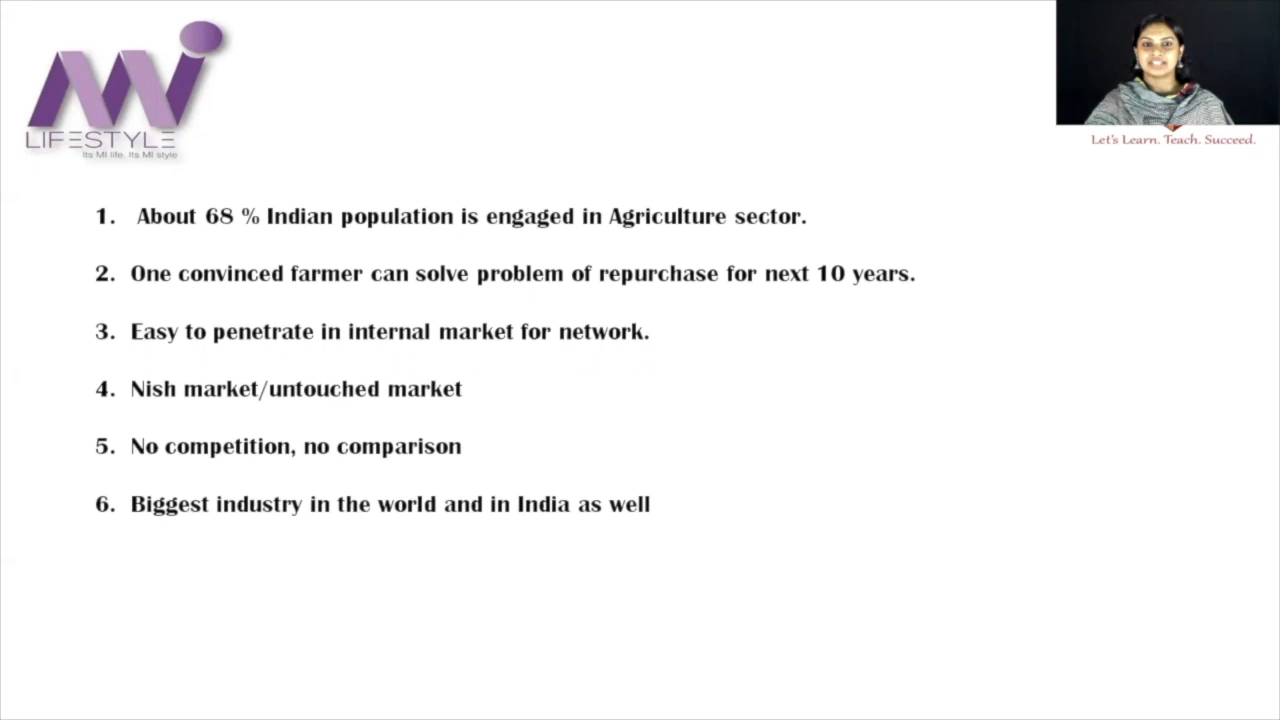 MI
LIFESTYLE
Its MI life. Its MI style
Let's Learn. Teach. Succeed.
1. About 68 % Indian population is engaged in Agriculture sector.
2. One convinced farmer can solve problem of repurchase for next 10 years.
3. Easy to penetrate in internal market for network.
4. Nish market/untouched market
5. No competition, no comparison
6. Biggest industry in the world and in India as well